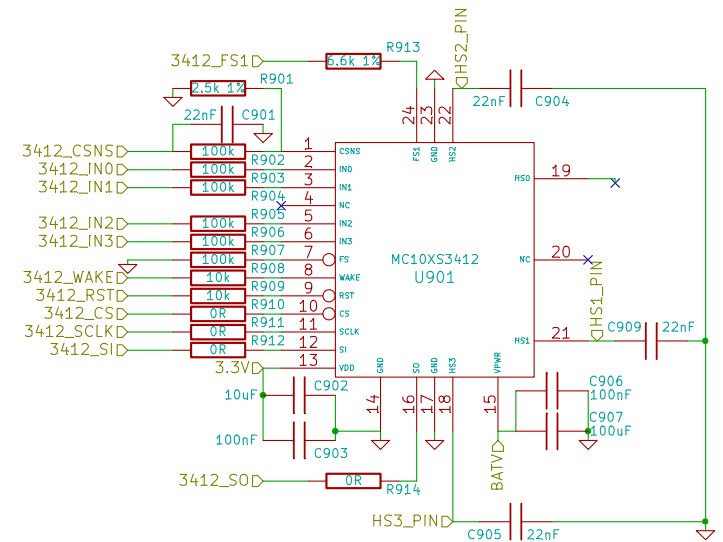 HS2_PIN
3412_FS1
6.6k 1%
R913
2.5k 1%
R901
22nF
C901
22nF
C904
24
23
22
FS1
GND
HS2
3412_CSNS
100k
1
CSNS
R902
3412_IN0
100k
2
IN0
R903
3412_IN1
100k
3
IN1
R904
4
NC
R905
3412_IN2
100k
5
IN2
R906
3412_IN3
100k
6
IN3
R907
100k
7
FS
R908
3412_WAKE
10k
8
WAKE
R909
3412_RST
10k
9
RST
R910
3412_CS
0R
10
CS
R911
3412_SCLK
0R
11
SCLK
R912
3412_SI
0R
12
SI
3.3V
13
VDD
MC10XS3412
U901
HS0
19
NC
20
HS1_PIN
HS1
21
C909
22nF
GND
SO
GND
HS3
VPWR
14
16
17
18
15
10uF
C902
100nF
C903
C906
100nF
C907
100uF
BATV
3412_SO
0R
R914
HS3_PIN
C905
22nF